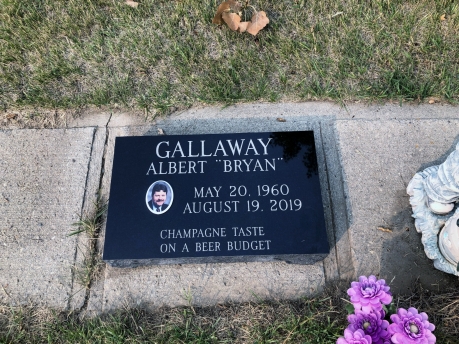 GALLAWAY
ALBERT "BRYAN"
MAY 20, 1960
AUGUST 19, 2019
CHAMPAGNE TASTE
ON A BEER BUDGET